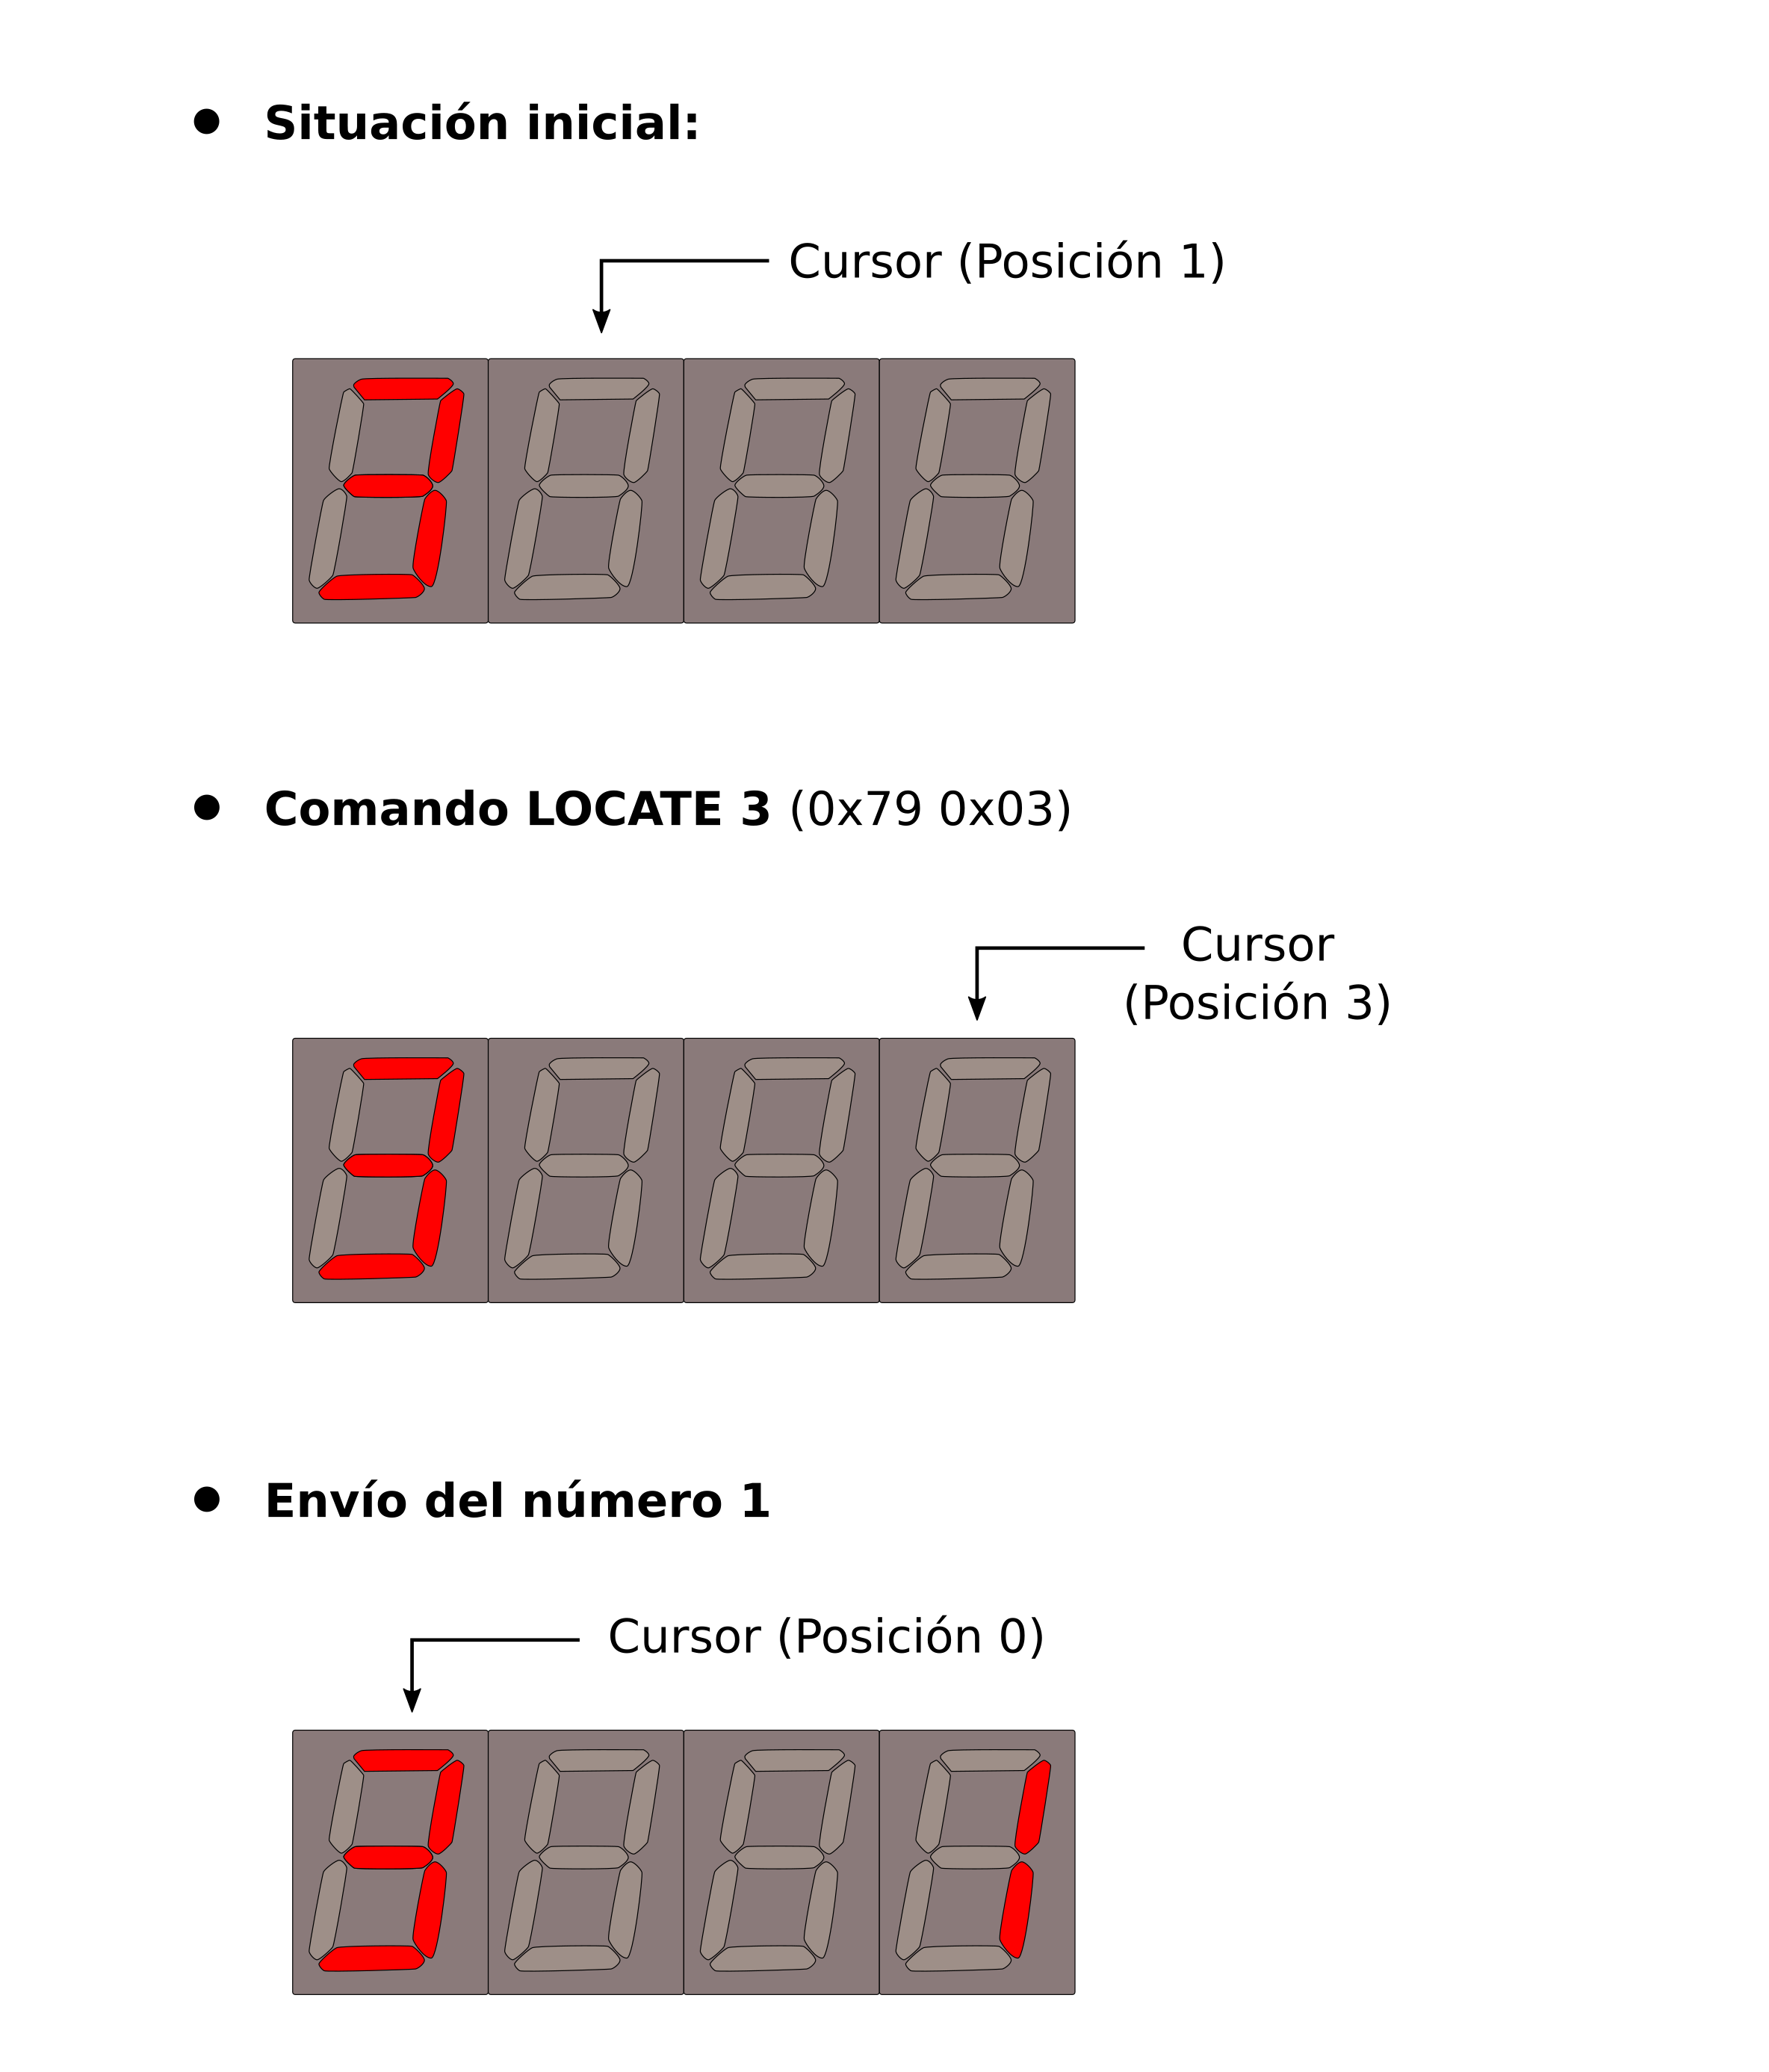 Situación inicial:
Cursor (Posición 1)
Comando LOCATE 3 (0x79 0x03)
Cursor
(Posición 3)
Envío del número 1
Cursor (Posición 0)